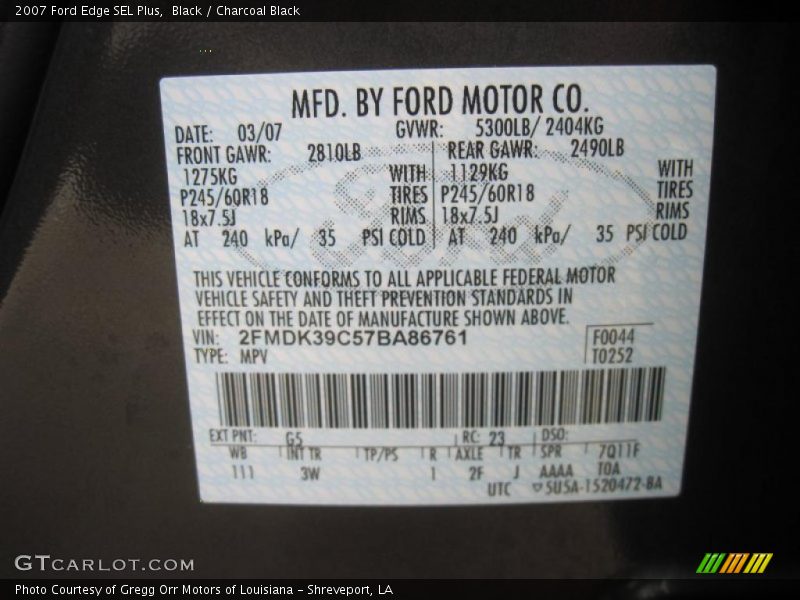 2007 Ford Edge SEL Plus,  Black / Charcoal Black
MFD. BY FORD MOTOR CO.
DATE: 03/07 GVWR: 5300LB/ 2404KG
FRONT GAWR: 2810LB REAR GAWR: 2490LB
1275KG WITH 1129KG WITH
P245/60R18 TIRES P245/60R18 TIRES
18x7.5J RIMS 18x7.5J RIMS
AT 240 kPa/ 35 PSI COLD AT 240 kPa/ 35 PSI COLD
Ford
THIS VEHICLE CONFORMS TO ALL APPLICABLE FEDERAL MOTOR
VEHICLE SAFETY AND THEFT PREVENTION STANDARDS IN
EFFECT ON THE DATE OF MANUFACTURE SHOWN ABOVE.
VIN: 2FMDK39C57BA86761 F0044
TYPE: MPV T0252
EXT PNT: G5 RC: 23 DSO:
WB INT TR TP/PS R AXLE TR SPR 7Q11F
111 3W 1 2F J AAAA T0A
UTC 5U5A-1520472-BA
GTCARLOT.COM
Photo Courtesy of Gregg Orr Motors of Louisiana – Shreveport, LA